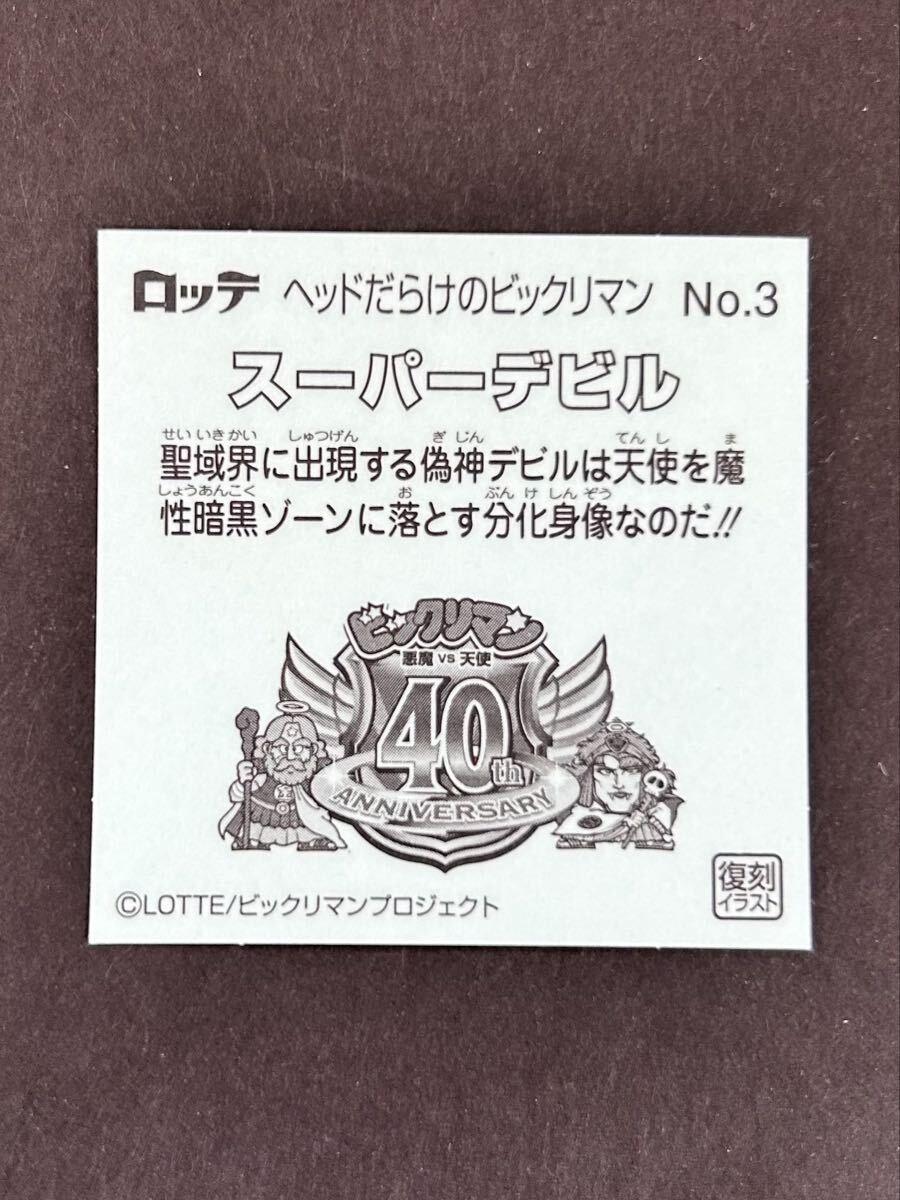 ロッテ ヘッドだらけのビックリマン No.3
スーパーデビル
せいいきかい しゅつげん ぎじん てんし ま
聖域界に出現する偽神デビルは天使を魔
しょうあんこく お ぶんけしんぞう
性暗黒ゾーンに落とす分化身像なのだ!!
ビックリマン
悪魔 VS 天使
40th
ANNIVERSARY
©LOTTE/ビックリマンプロジェクト
復刻
イラスト